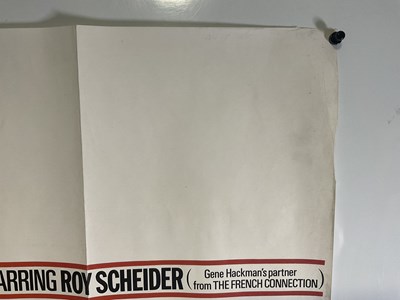 ARRING ROY SCHEIDER ( Gene Hackman's partner
from THE FRENCH CONNECTION )